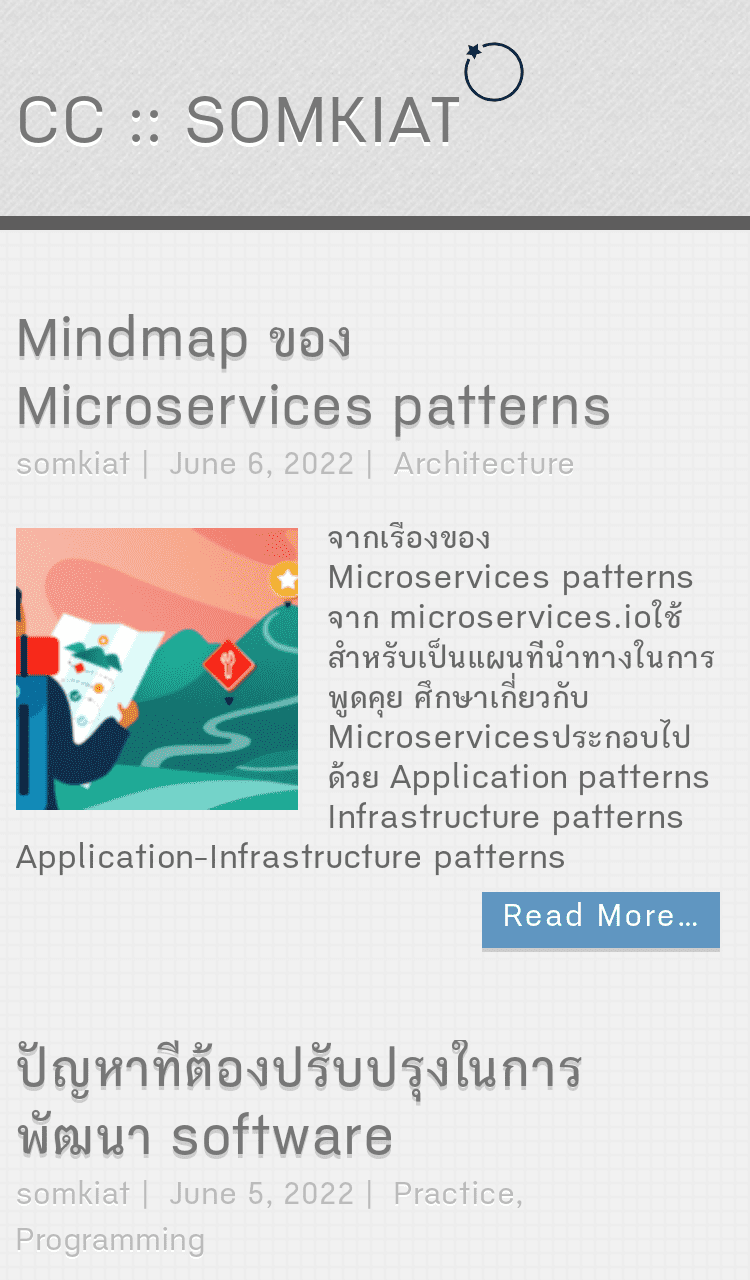 CC :: SOMKIAT
Mindmap ของ
Microservices patterns
somkiat | June 6, 2022 | Architecture
จากเรื่องของ
Microservices patterns
จาก microservices.ioใช้
สำหรับเป็นแผนที่นำทางในการ
พูดคุย ศึกษาเกี่ยวกับ
Microservicesประกอบไป
ด้วย Application patterns
Infrastructure patterns
Application-Infrastructure patterns
Read More…
ปัญหาที่ต้องปรับปรุงในการ
พัฒนา software
somkiat | June 5, 2022 | Practice,
Programming